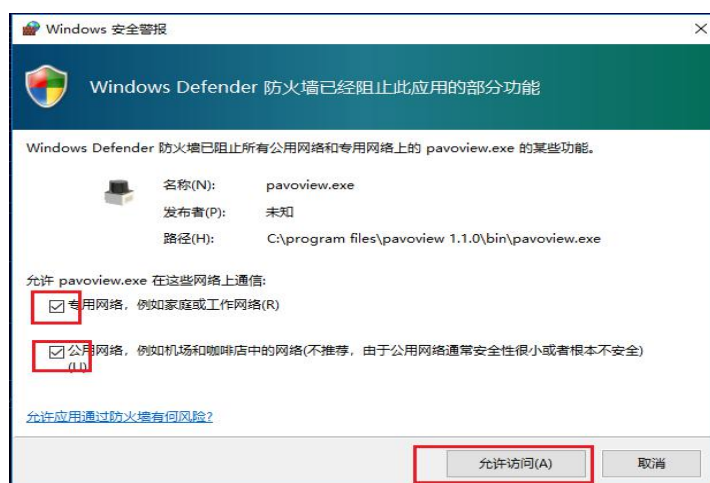 Windows 安全警报
Windows Defender 防火墙已经阻止此应用的部分功能
Windows Defender 防火墙已阻止所有公用网络和专用网络上的 pavoview.exe 的某些功能。
名称(N): pavoview.exe
发布者(P): 未知
路径(H): C:\program files\pavoview 1.1.0\bin\pavoview.exe
允许 pavoview.exe 在这些网络上通信:
专用网络，例如家庭或工作网络(R)
公用网络，例如机场和咖啡店中的网络(不推荐，由于公用网络通常安全性很小或者根本不安全)
(U)
允许应用通过防火墙有何风险?
允许访问(A) 取消